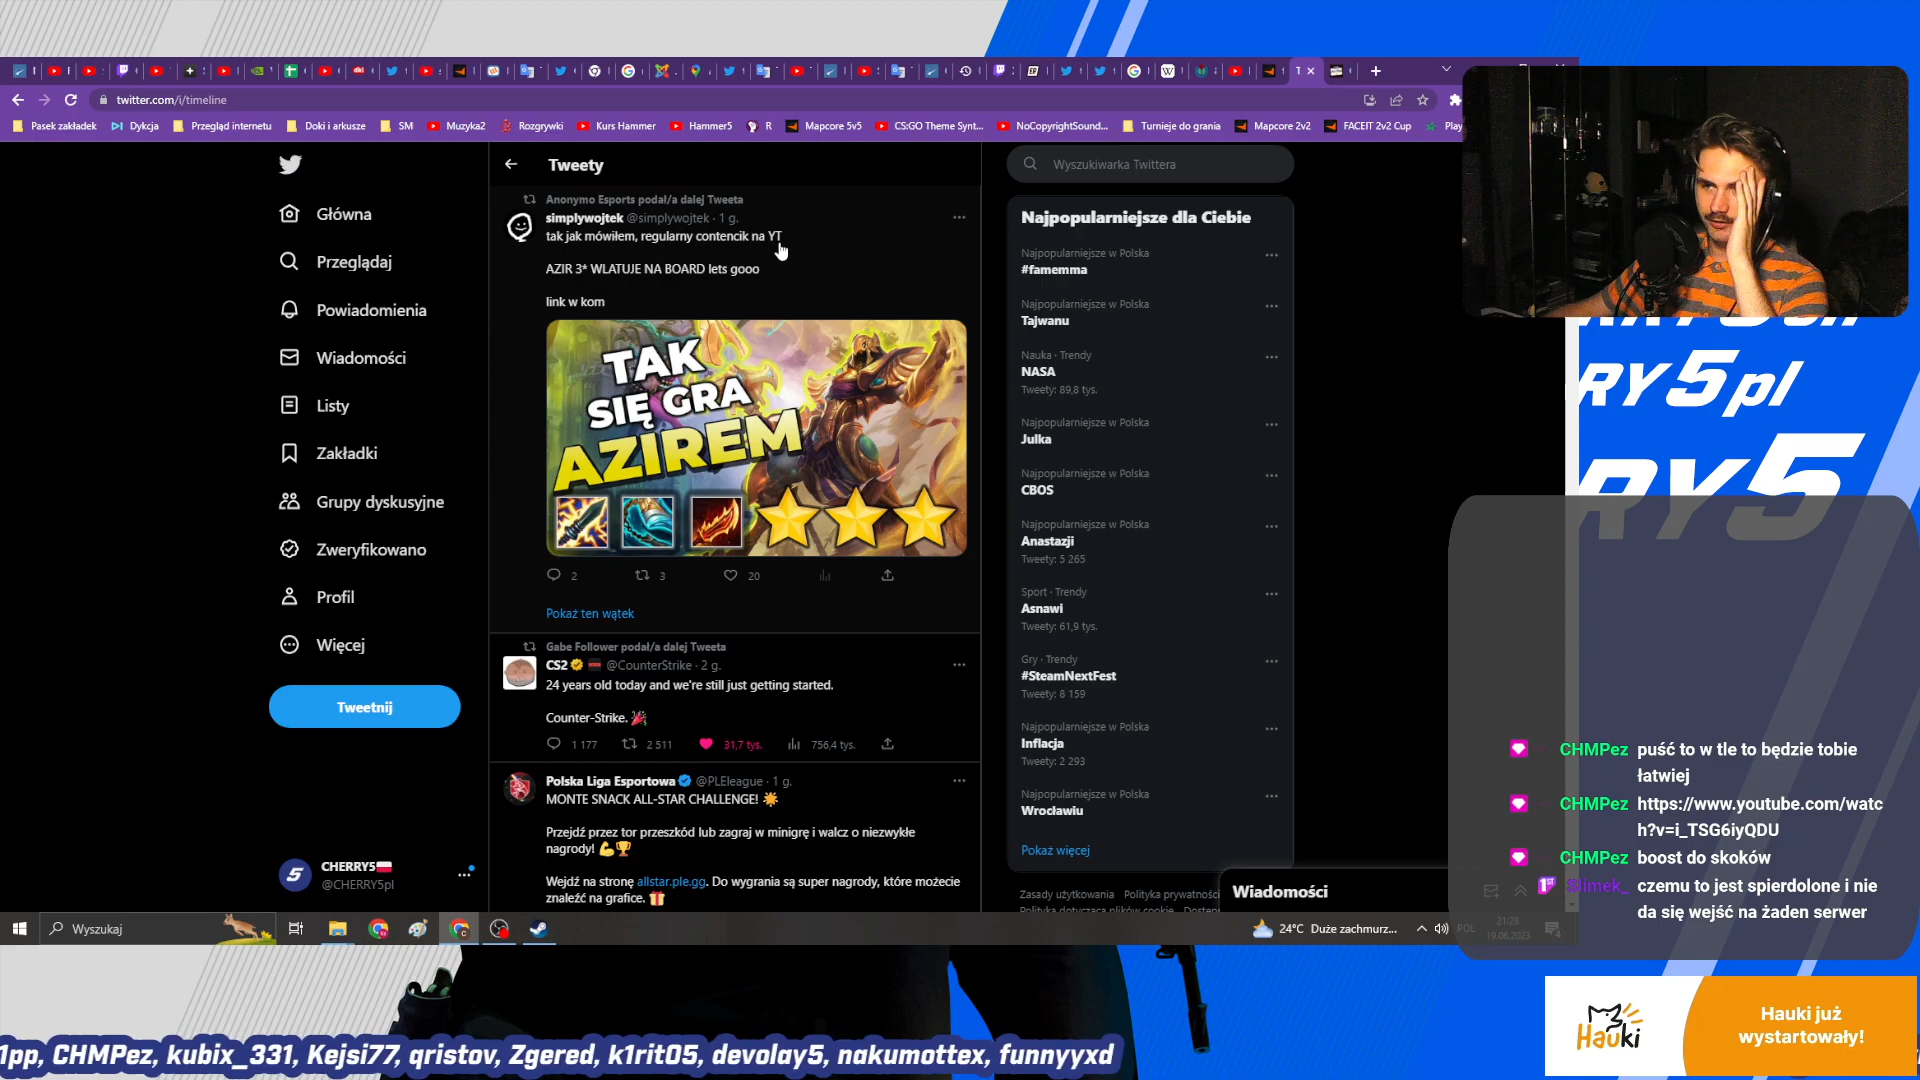 twitter.com/i/timeline
Pasek zakładek
Dykcja
Przegląd internetu
Doki i arkusze
SM
Muzyka2
Rozgrywki
Kurs Hammer
Hammer5
R
Mapcore 5v5
CS:GO Theme Synt...
NoCopyrightSound...
Turnieje do grania
Mapcore 2v2
FACEIT 2v2 Cup
Play
Główna
Przeglądaj
Powiadomienia
Wiadomości
Listy
Zakładki
Grupy dyskusyjne
Zweryfikowano
Profil
Więcej
Tweetnij
CHERRY5
@CHERRY5pl
Tweety
Anonymo Esports podał/a dalej Tweeta
simplywojtek @simplywojtek · 1 g.
tak jak mówiłem, regularny contencik na YT
AZIR 3* WLATUJE NA BOARD lets gooo
link w kom
TAK
SIĘ GRA
AZIREM
2 3 20
Pokaż ten wątek
Gabe Follower podał/a dalej Tweeta
CS2 @CounterStrike · 2 g.
24 years old today and we're still just getting started.
Counter-Strike. 🎉
1 177 2 511 31,7 tys. 756,4 tys.
Polska Liga Esportowa @PLEleague · 1 g.
MONTE SNACK ALL-STAR CHALLENGE! 🌟
Przejdź przez tor przeszkód lub zagraj w minigrę i walcz o niezwykłe
nagrody! 💪🏆
Wejdź na stronę allstar.ple.gg. Do wygrania są super nagrody, które możecie
znaleźć na grafice. 🎁
Wyszukiwarka Twittera
Najpopularniejsze dla Ciebie
Najpopularniejsze w Polska
#famemma
Najpopularniejsze w Polska
Tajwanu
Nauka · Trendy
NASA
Tweety: 89,8 tys.
Najpopularniejsze w Polska
Julka
Najpopularniejsze w Polska
CBOS
Najpopularniejsze w Polska
Anastazji
Tweety: 5 265
Sport · Trendy
Asnawi
Tweety: 61,9 tys.
Gry · Trendy
#SteamNextFest
Tweety: 8 159
Najpopularniejsze w Polska
Inflacja
Tweety: 2 293
Najpopularniejsze w Polska
Wrocławiu
Pokaż więcej
Zasady użytkowania Polityka prywatności
Wiadomości
RY5pl
RY5
CHMPez puść to w tle to będzie tobie
łatwiej
CHMPez https://www.youtube.com/watc
h?v=i_TSG6iyQDU
CHMPez boost do skoków
Slimek_ czemu to jest spierdolone i nie
da się wejść na żaden serwer
Wyszukaj
24°C Duże zachmurz...
POL
21:28
19.06.2023
Hauki
Hauki już
wystartowały!
1pp, CHMPez, kubix_331, Kejsi77, qristov, Zgered, k1rit05, devolay5, nakumottex, funnyyxd